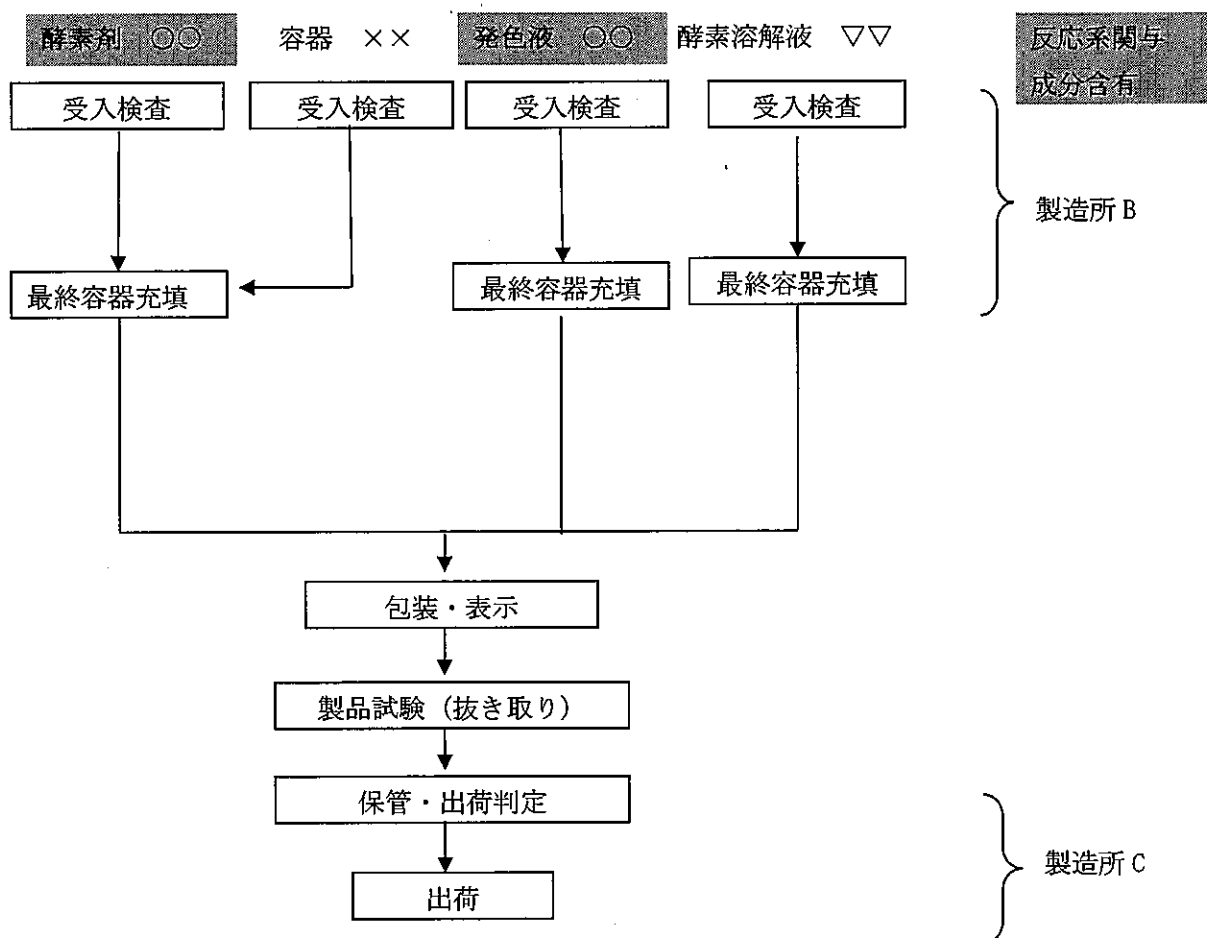 酵素剤 ○○
容器 ××
発色液 ○○
酵素溶解液 ▽▽
反応系関与
成分含有
受入検査
受入検査
受入検査
受入検査
製造所 B
最終容器充填
最終容器充填
最終容器充填
包装・表示
製品試験（抜き取り）
保管・出荷判定
製造所 C
出荷